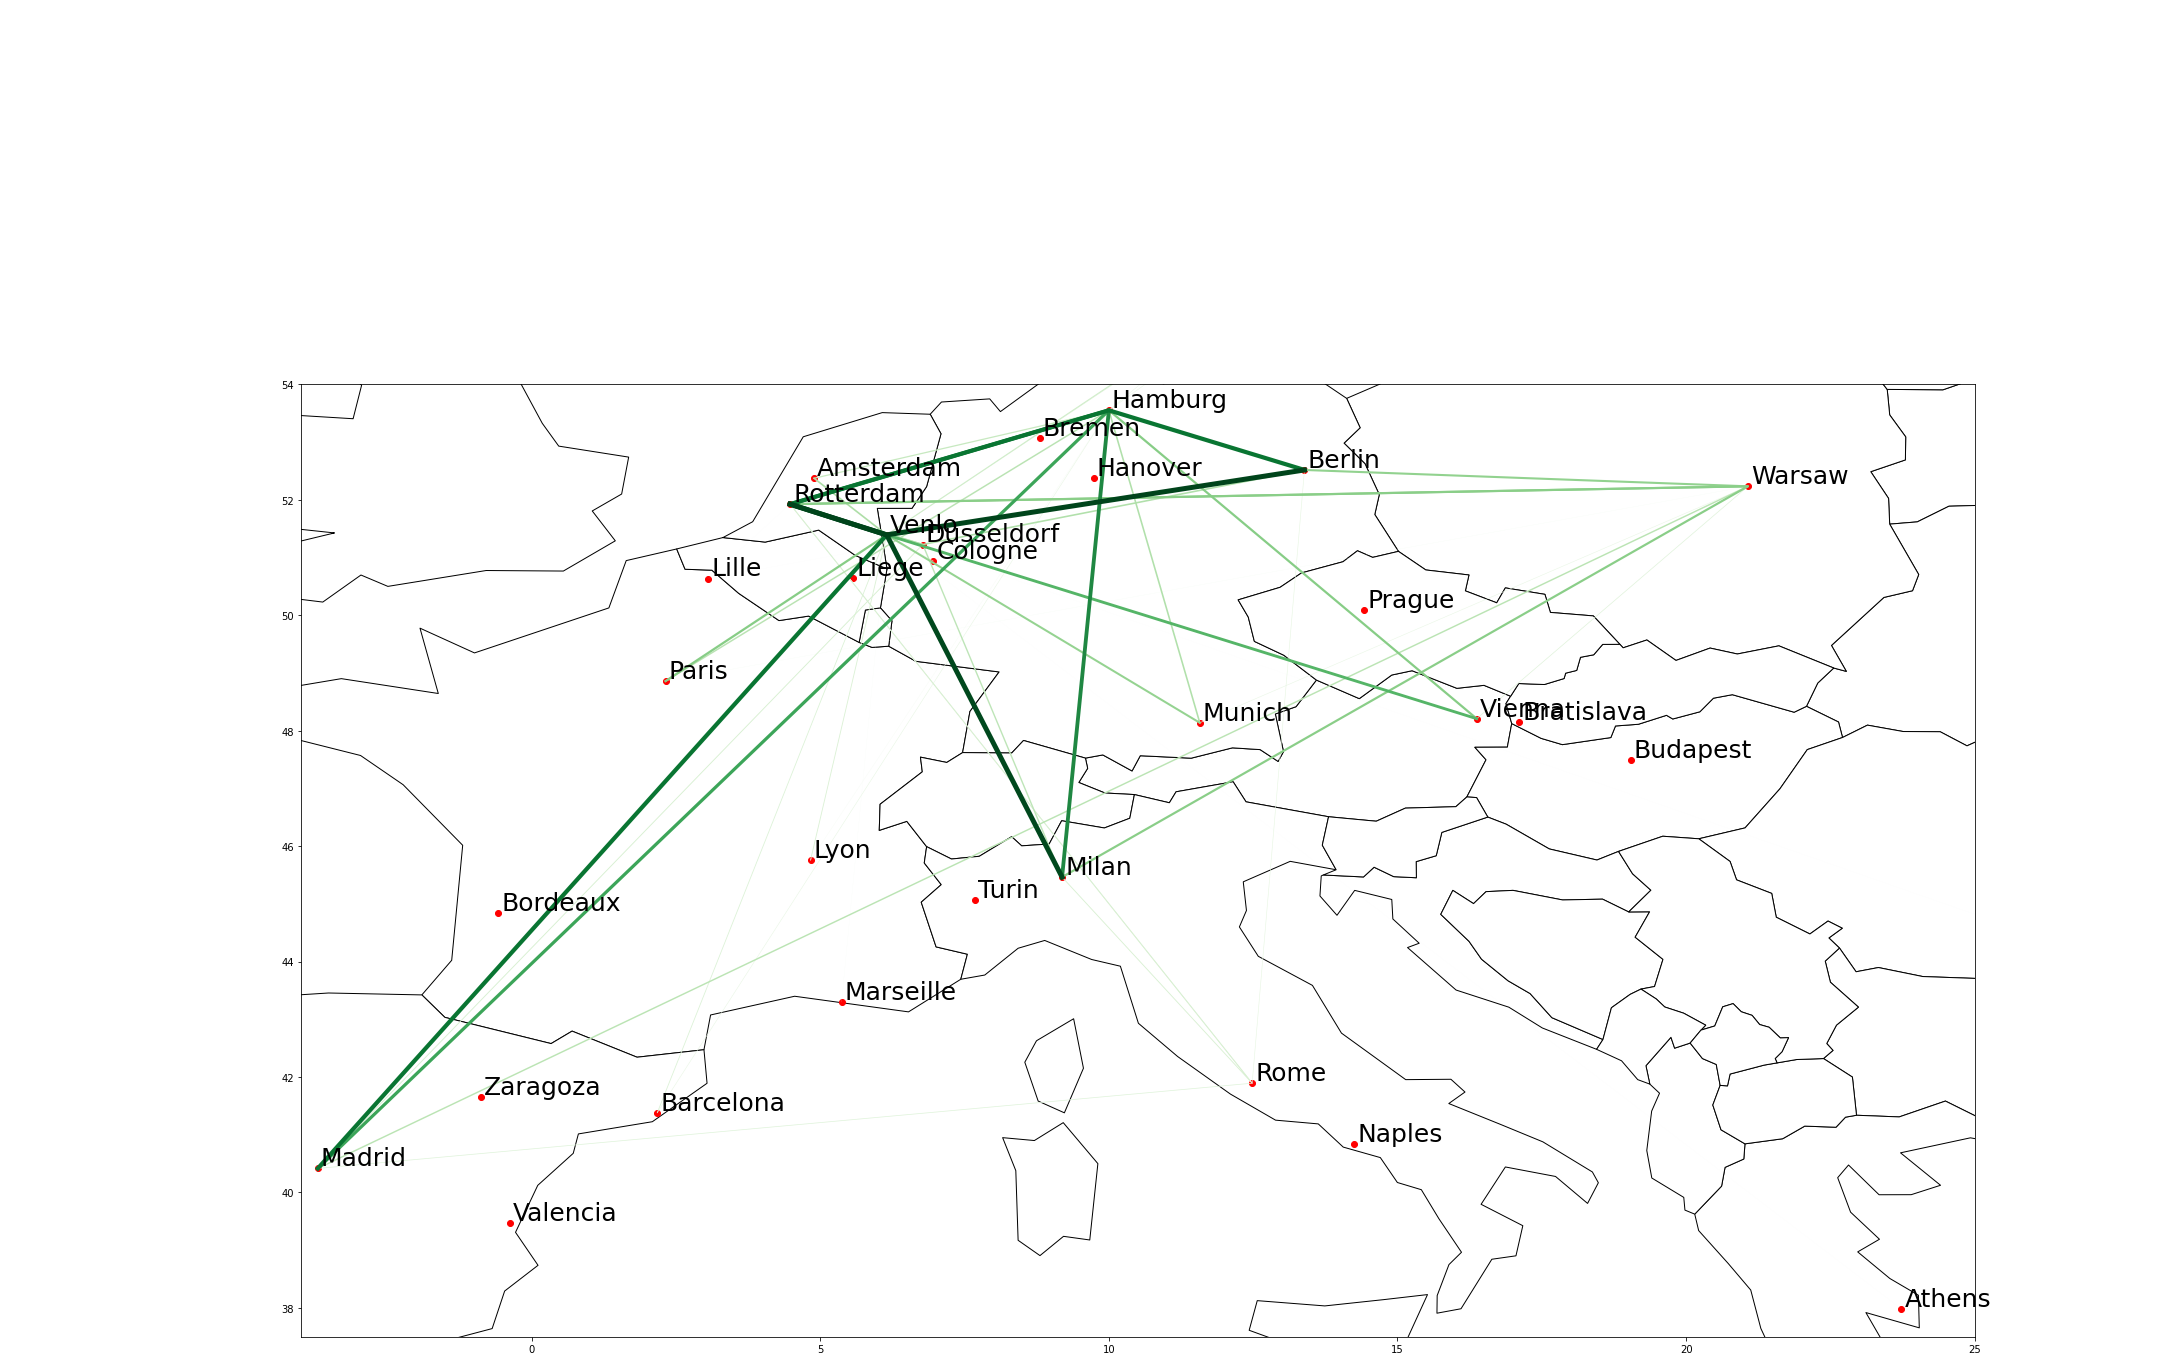 54
Hamburg
Bremen
Berlin
Amsterdam
Hanover
Warsaw
Rotterdam
52
Venlo
Dusseldorf
Cologne
Lille
Liege
50
Prague
Paris
Munich
Vienna
Bratislava
48
Budapest
46
Lyon
Milan
Turin
Bordeaux
44
Marseille
42
Zaragoza
Barcelona
Rome
Naples
Madrid
40
Valencia
38
Athens
0
5
10
15
20
25